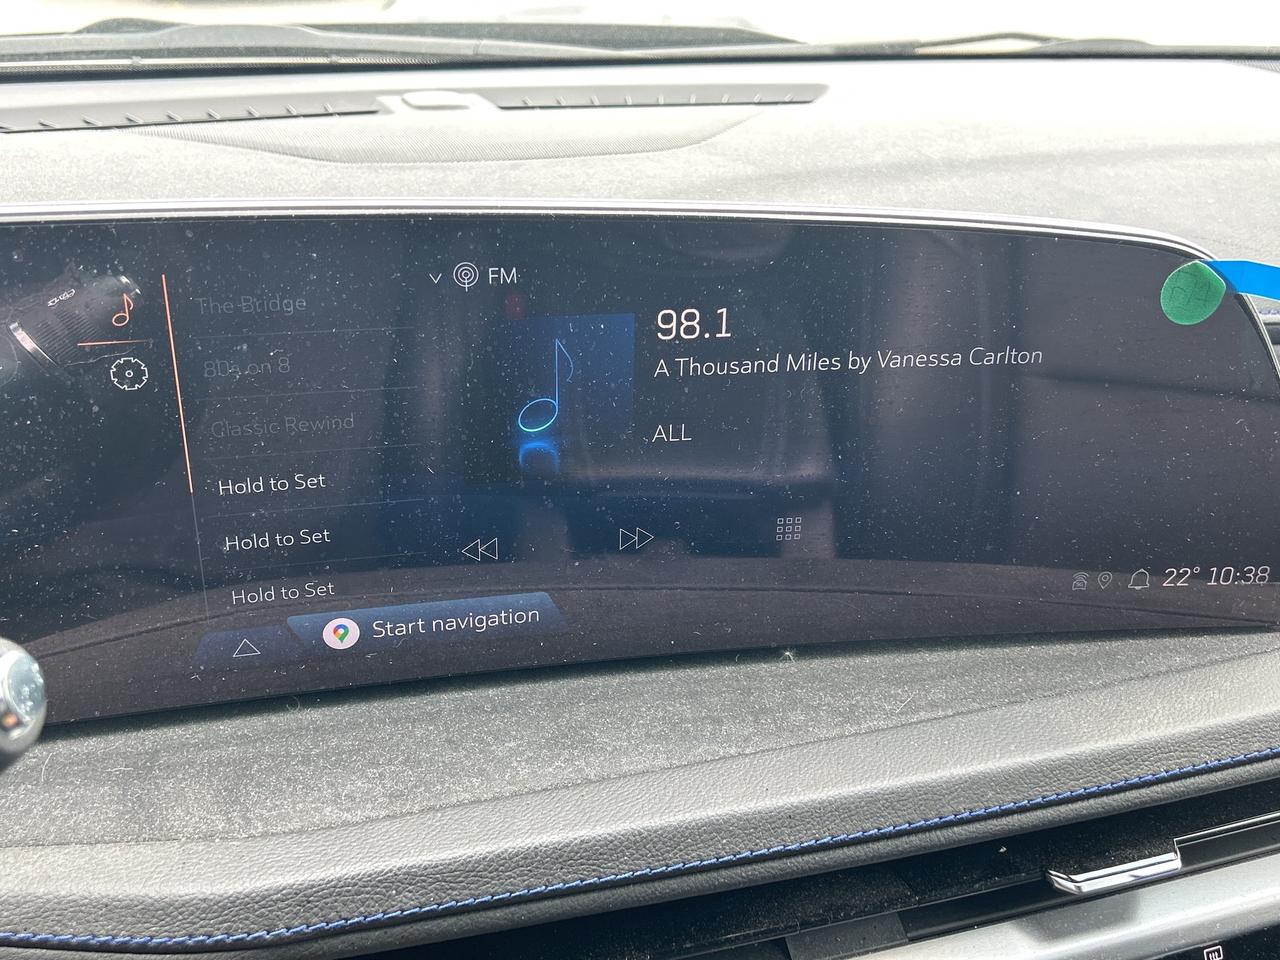 FM
The Bridge
80s on 8
Classic Rewind
Hold to Set
Hold to Set
Hold to Set
98.1
A Thousand Miles by Vanessa Carlton
ALL
Start navigation
22° 10:38